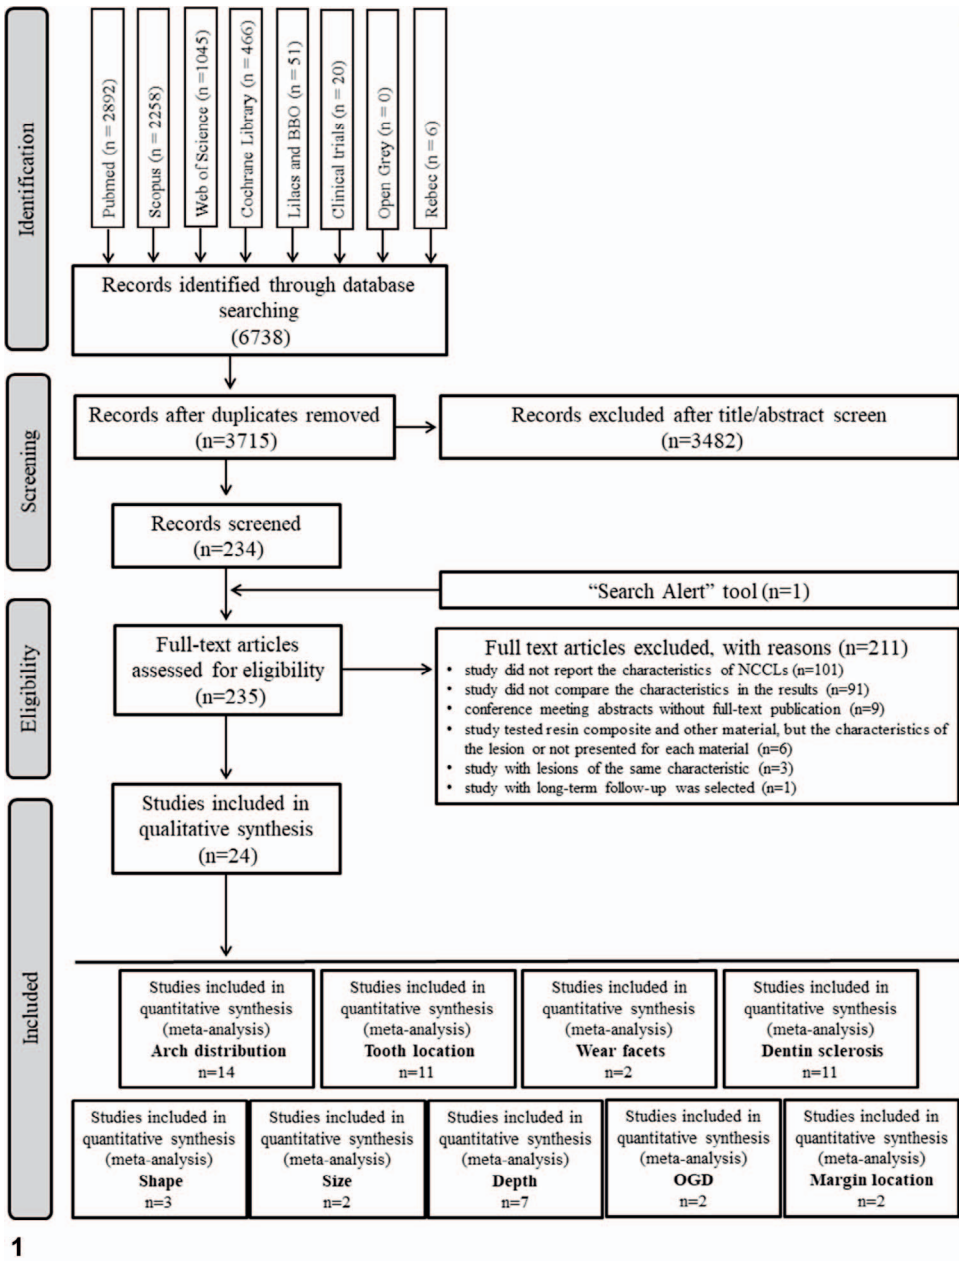 Identification
Pubmed (n = 2892)
Scopus (n = 2258)
Web of Science (n =1045)
Cochrane Library (n = 466)
Lilacs and BBO (n = 51)
Clinical trials (n = 20)
Open Grey (n = 0)
Rebec (n = 6)
Records identified through database
searching
(6738)
Screening
Records after duplicates removed
(n=3715)
Records excluded after title/abstract screen
(n=3482)
Records screened
(n=234)
“Search Alert” tool (n=1)
Eligibility
Full-text articles
assessed for eligibility
(n=235)
Full text articles excluded, with reasons (n=211)
• study did not report the characteristics of NCCLs (n=101)
• study did not compare the characteristics in the results (n=91)
• conference meeting abstracts without full-text publication (n=9)
• study tested resin composite and other material, but the characteristics of
the lesion or not presented for each material (n=6)
• study with lesions of the same characteristic (n=3)
• study with long-term follow-up was selected (n=1)
Studies included in
qualitative synthesis
(n=24)
Included
Studies included in
quantitative synthesis
(meta-analysis)
Arch distribution
n=14
Studies included in
quantitative synthesis
(meta-analysis)
Tooth location
n=11
Studies included in
quantitative synthesis
(meta-analysis)
Wear facets
n=2
Studies included in
quantitative synthesis
(meta-analysis)
Dentin sclerosis
n=11
Studies included in
quantitative synthesis
(meta-analysis)
Shape
n=3
Studies included in
quantitative synthesis
(meta-analysis)
Size
n=2
Studies included in
quantitative synthesis
(meta-analysis)
Depth
n=7
Studies included in
quantitative synthesis
(meta-analysis)
OGD
n=2
Studies included in
quantitative synthesis
(meta-analysis)
Margin location
n=2
1